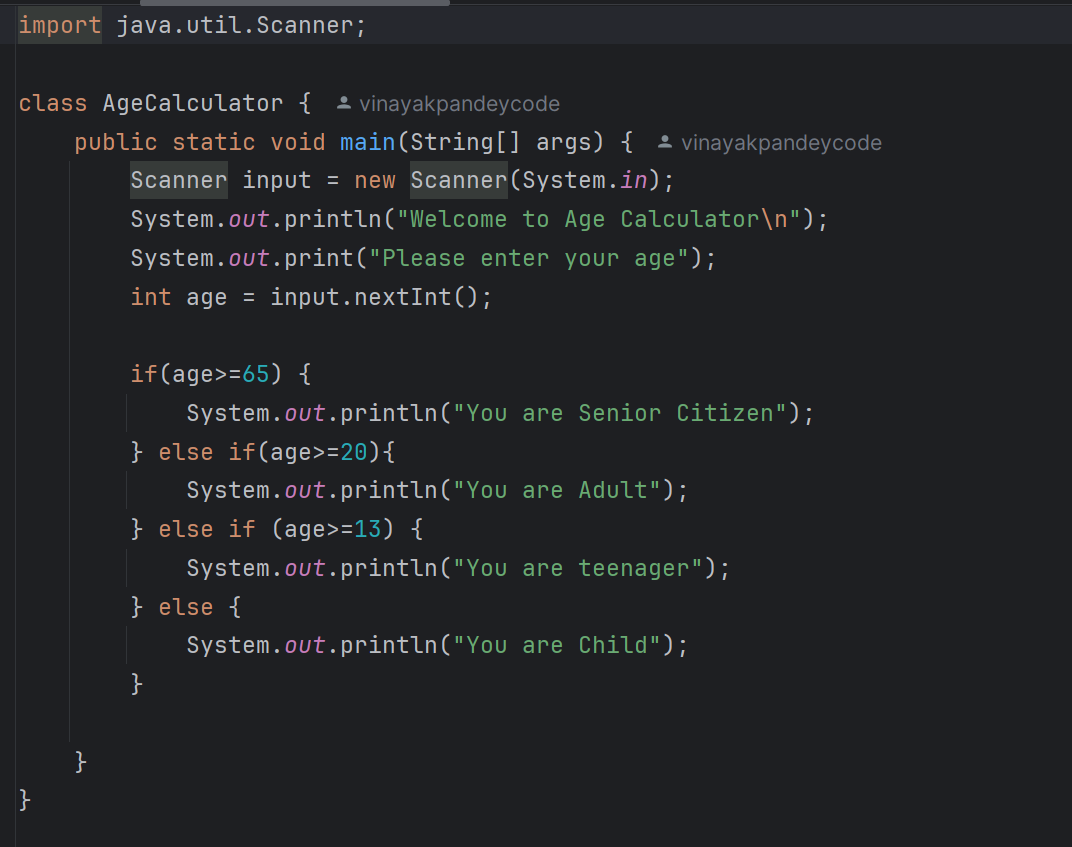 import java.util.Scanner;
class AgeCalculator { vinayakpandeycode
public static void main(String[] args) { vinayakpandeycode
Scanner input = new Scanner(System.in);
System.out.println("Welcome to Age Calculator\n");
System.out.print("Please enter your age");
int age = input.nextInt();
if(age>=65) {
System.out.println("You are Senior Citizen");
} else if(age>=20){
System.out.println("You are Adult");
} else if (age>=13) {
System.out.println("You are teenager");
} else {
System.out.println("You are Child");
}
}
}